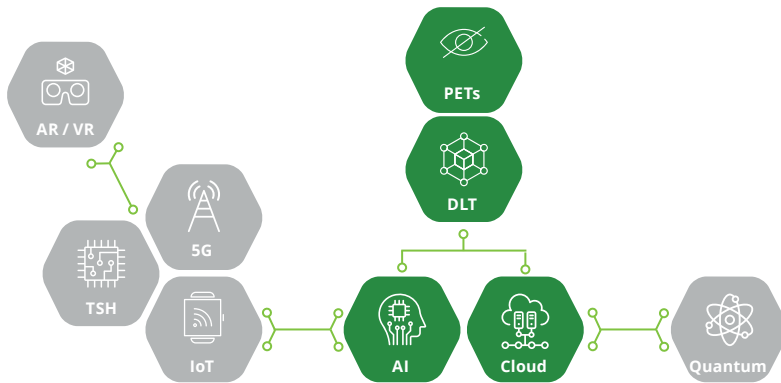 PETs
AR / VR
DLT
5G
TSH
IoT
AI
Cloud
Quantum